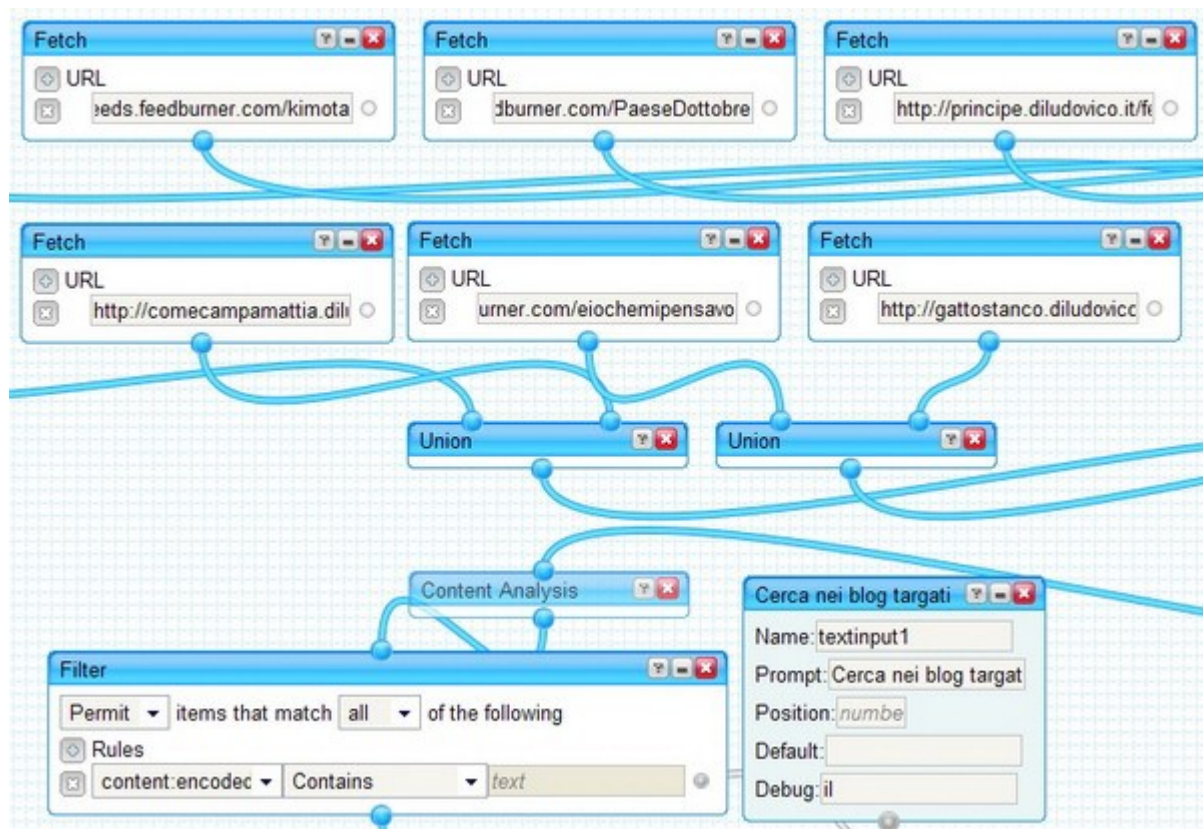 Fetch
URL
eeds.feedburner.com/kimota
Fetch
URL
dburner.com/PaeseDottobre
Fetch
URL
http://principe.diludovico.it/fe
Fetch
URL
http://comecampamattia.dilu
Fetch
URL
urner.com/eiochemipensavo
Fetch
URL
http://gattostanco.diludovicc
Union
Union
Content Analysis
Filter
Permit items that match all of the following
Rules
content:encodec Contains text
Cerca nei blog targati
Name: textinput1
Prompt: Cerca nei blog targat
Position: numbe
Default:
Debug: il